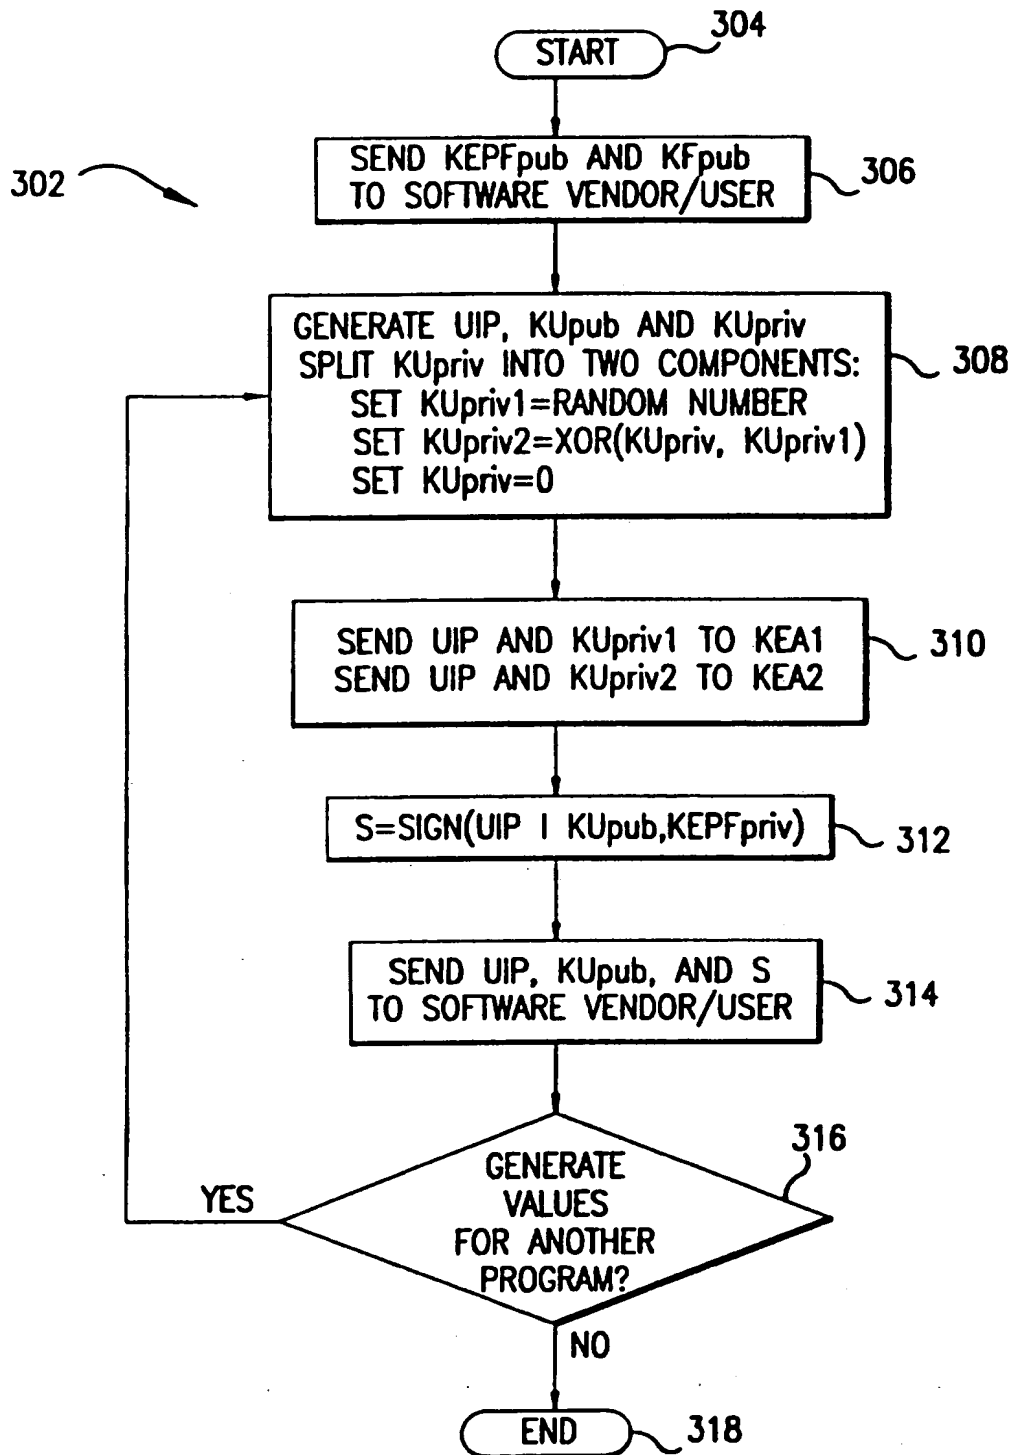 304
START
302
SEND KEPFpub AND KFpub
TO SOFTWARE VENDOR/USER
306
GENERATE UIP, KUpub AND KUpriv
SPLIT KUpriv INTO TWO COMPONENTS:
SET KUpriv1=RANDOM NUMBER
SET KUpriv2=XOR(KUpriv, KUpriv1)
SET KUpriv=0
308
SEND UIP AND KUpriv1 TO KEA1
SEND UIP AND KUpriv2 TO KEA2
310
S=SIGN(UIP | KUpub,KEPFpriv)
312
SEND UIP, KUpub, AND S
TO SOFTWARE VENDOR/USER
314
316
GENERATE
VALUES
FOR ANOTHER
PROGRAM?
YES
NO
END
318